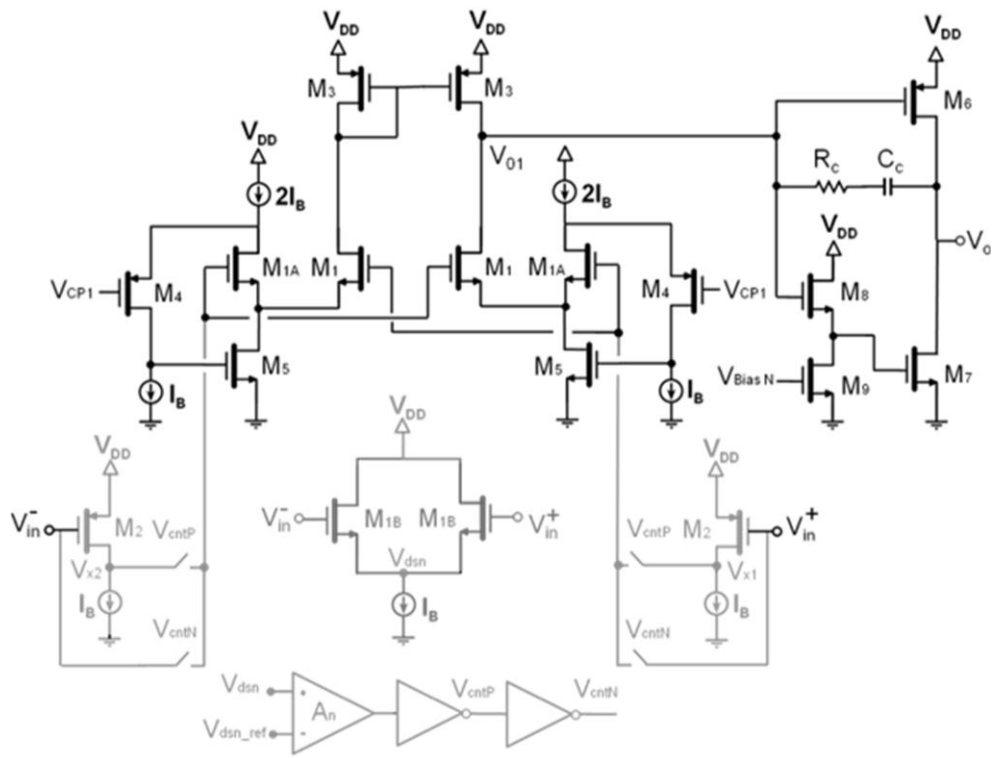 VDD VDD VDD
M3 M3 M6
VDD
V01
Rc Cc
2IB 2IB
VDD
Vo
M1A M1 M1 M1A
VCP1 M4 M4 VCP1
M8
M5 M5
VBias N M9 M7
IB IB
VDD
VDD VDD
Vin- M2 VcntP Vin- M1B M1B Vin+ VcntP M2 Vin+
Vx2 Vdsn Vx1
IB IB IB
VcntN VcntN
Vdsn + An VcntP VcntN
Vdsn_ref -